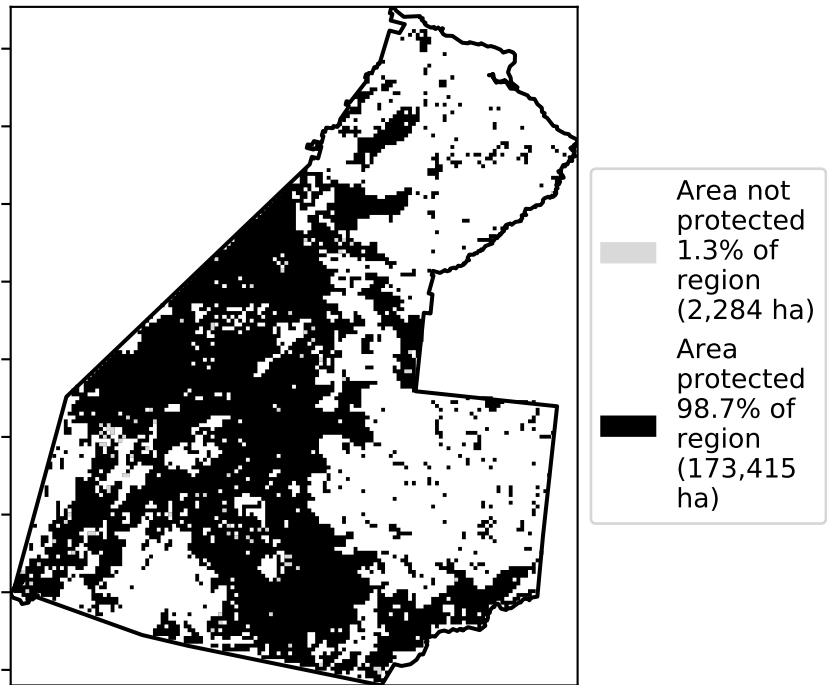 Area not
protected
1.3% of
region
(2,284 ha)
Area
protected
98.7% of
region
(173,415
ha)